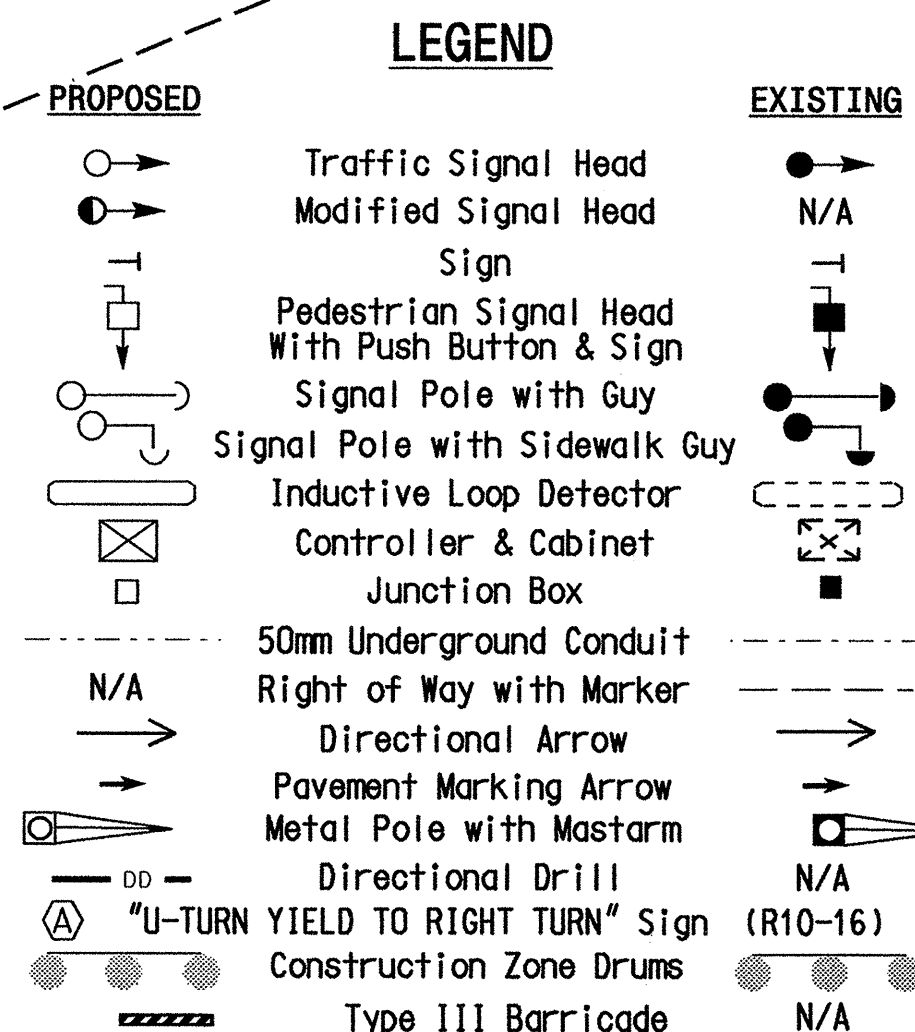 LEGEND
PROPOSED EXISTING
Traffic Signal Head
Modified Signal Head N/A
Sign
Pedestrian Signal Head
With Push Button & Sign
Signal Pole with Guy
Signal Pole with Sidewalk Guy
Inductive Loop Detector
Controller & Cabinet
Junction Box
50mm Underground Conduit
N/A Right of Way with Marker
Directional Arrow
Pavement Marking Arrow
Metal Pole with Mastarm
DD Directional Drill N/A
A "U-TURN YIELD TO RIGHT TURN" Sign (R10-16)
Construction Zone Drums
Type III Barricade N/A